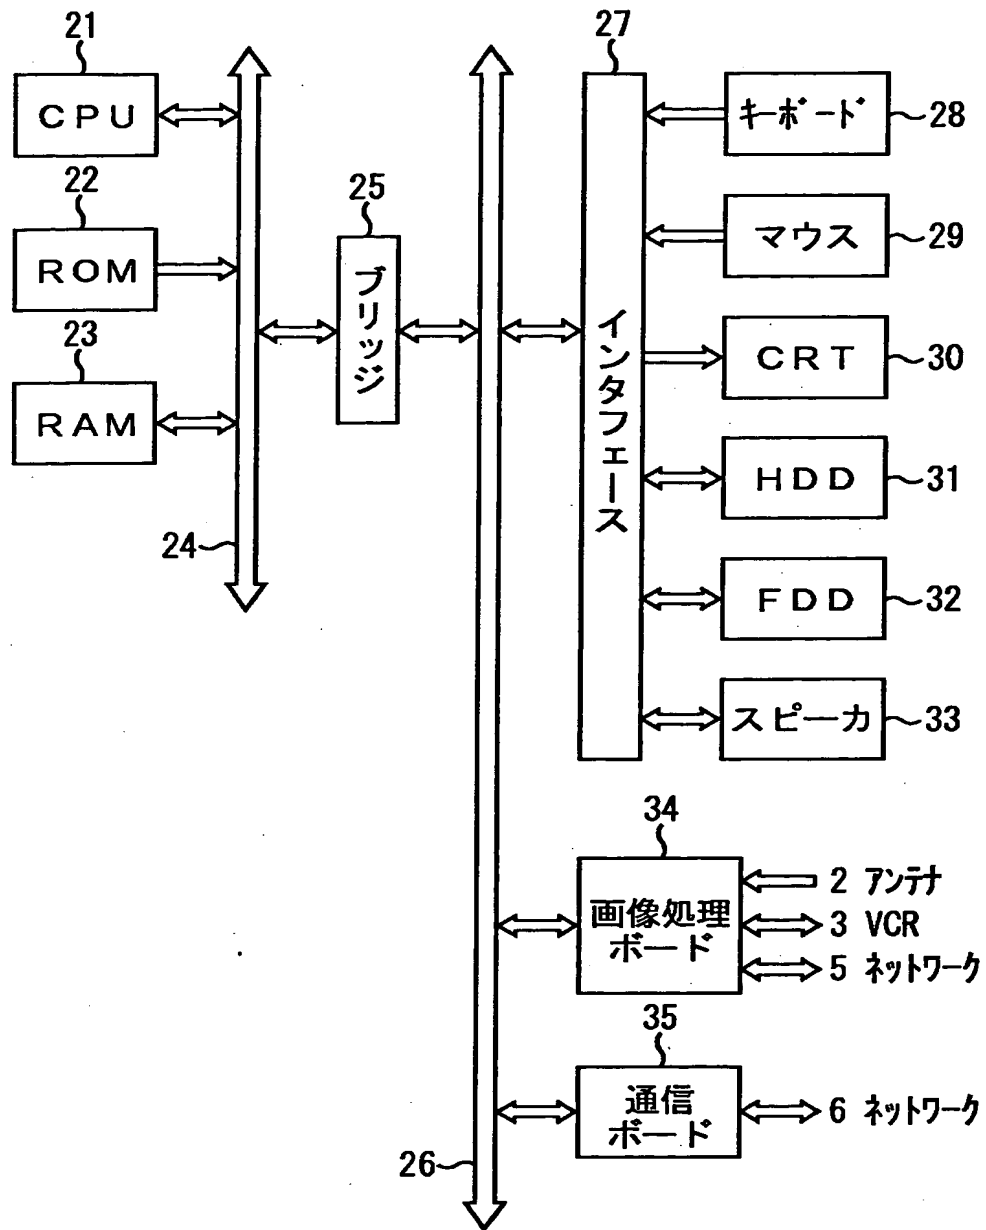 21
CPU
22
ROM
23
RAM
24
25
ブリッジ
26
27
インタフェース
キーボード 28
マウス 29
CRT 30
HDD 31
FDD 32
スピーカ 33
34
画像処理
ボード
2 アンテナ
3 VCR
5 ネットワーク
35
通信
ボード
6 ネットワーク